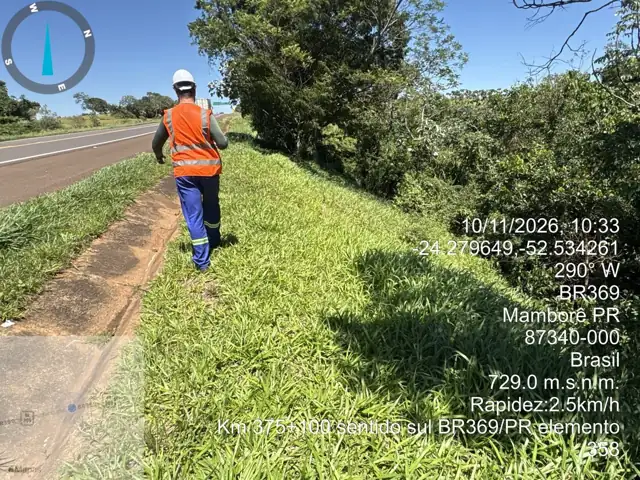 N
W
S
E
10/11/2026, 10:33
-24.279649,-52.534261
290° W
BR369
Mamborê PR
87340-000
Brasil
729.0 m.s.n.m.
Rapidez:2.5km/h
Km 375+100 sentido sul BR369/PR elemento
358